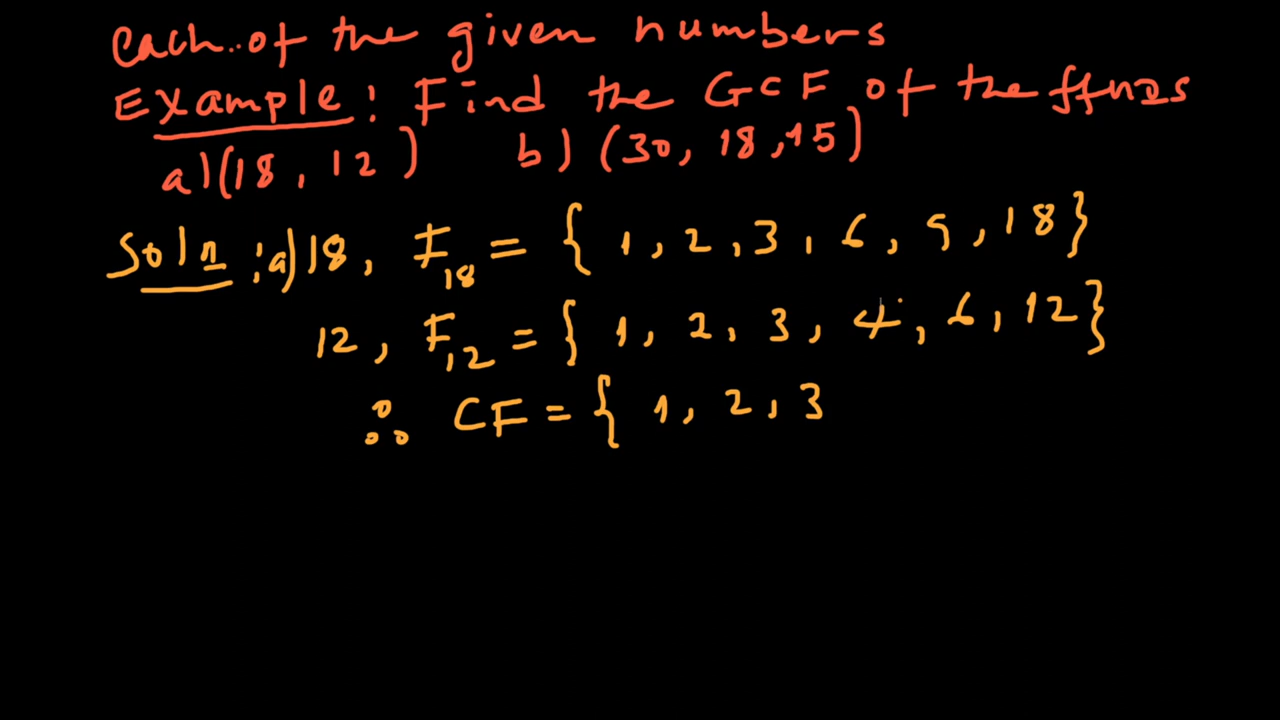 each..of the given numbers
Example: Find the GCF of the
a) (18, 12) b) (30, 18, 15)
Soln: a) 18, F18 = { 1, 2, 3, 6, 9, 18}
12, F12 = { 1, 2, 3, 4, 6, 12}
∴ CF = { 1, 2, 3